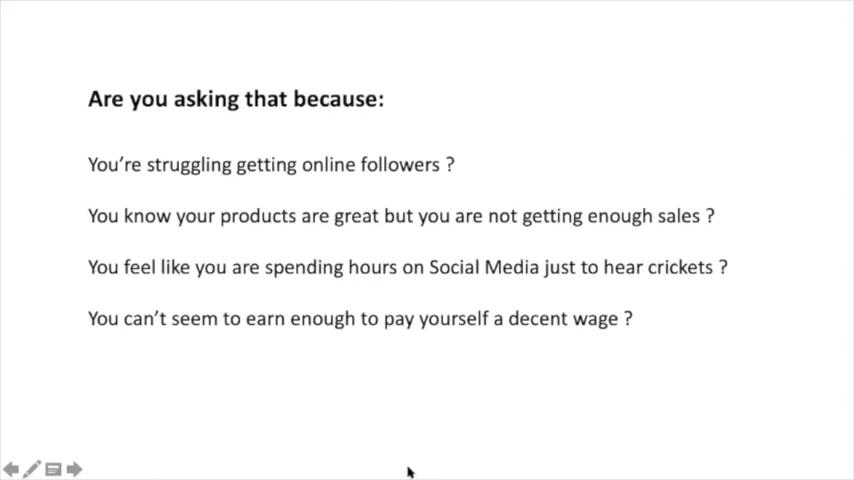 Are you asking that because:
You're struggling getting online followers ?
You know your products are great but you are not getting enough sales ?
You feel like you are spending hours on Social Media just to hear crickets ?
You can't seem to earn enough to pay yourself a decent wage ?